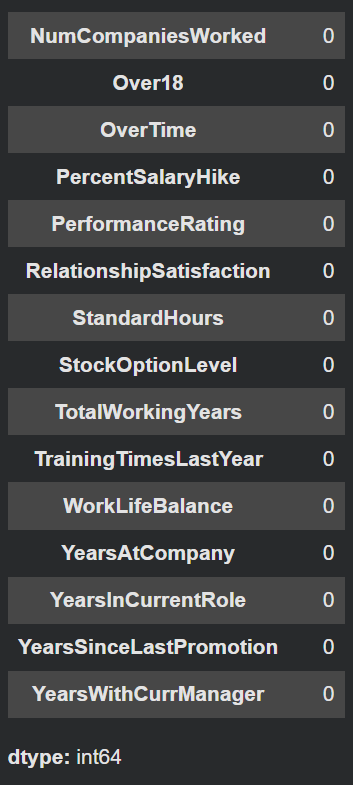 NumCompaniesWorked 0
Over18 0
OverTime 0
PercentSalaryHike 0
PerformanceRating 0
RelationshipSatisfaction 0
StandardHours 0
StockOptionLevel 0
TotalWorkingYears 0
TrainingTimesLastYear 0
WorkLifeBalance 0
YearsAtCompany 0
YearsInCurrentRole 0
YearsSinceLastPromotion 0
YearsWithCurrManager 0
dtype: int64